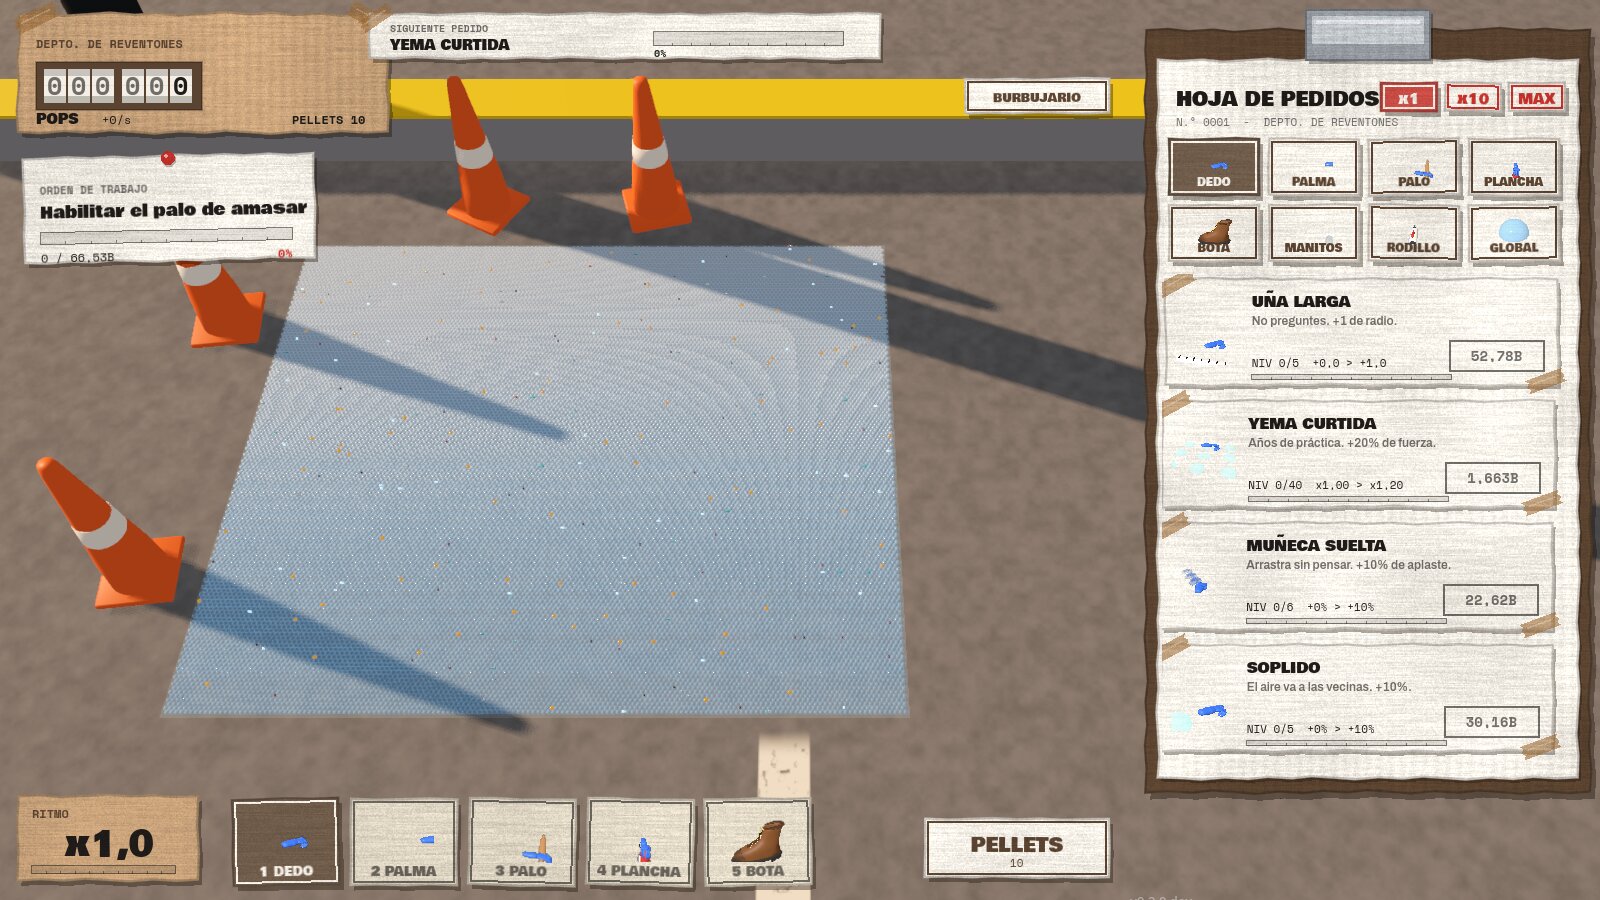 DEPTO. DE REVENTONES
000 000
POPS +0/s PELLETS 10
SIGUIENTE PEDIDO
YEMA CURTIDA
0%
BURBUJARIO
ORDEN DE TRABAJO
Habilitar el palo de amasar
0 / 66,53B 0%
HOJA DE PEDIDOS x1 x10 MAX
N.° 0001 - DEPTO. DE REVENTONES
DEDO PALMA PALO PLANCHA
BOTA MANITOS RODILLO GLOBAL
UÑA LARGA
No preguntes. +1 de radio.
NIV 0/5 +0,0 > +1,0 52,78B
YEMA CURTIDA
Años de práctica. +20% de fuerza.
NIV 0/40 x1,00 > x1,20 1,663B
MUÑECA SUELTA
Arrastra sin pensar. +10% de aplaste.
NIV 0/6 +0% > +10% 22,62B
SOPLIDO
El aire va a las vecinas. +10%.
NIV 0/5 +0% > +10% 30,16B
RITMO
x1,0
1 DEDO 2 PALMA 3 PALO 4 PLANCHA 5 BOTA
PELLETS
10